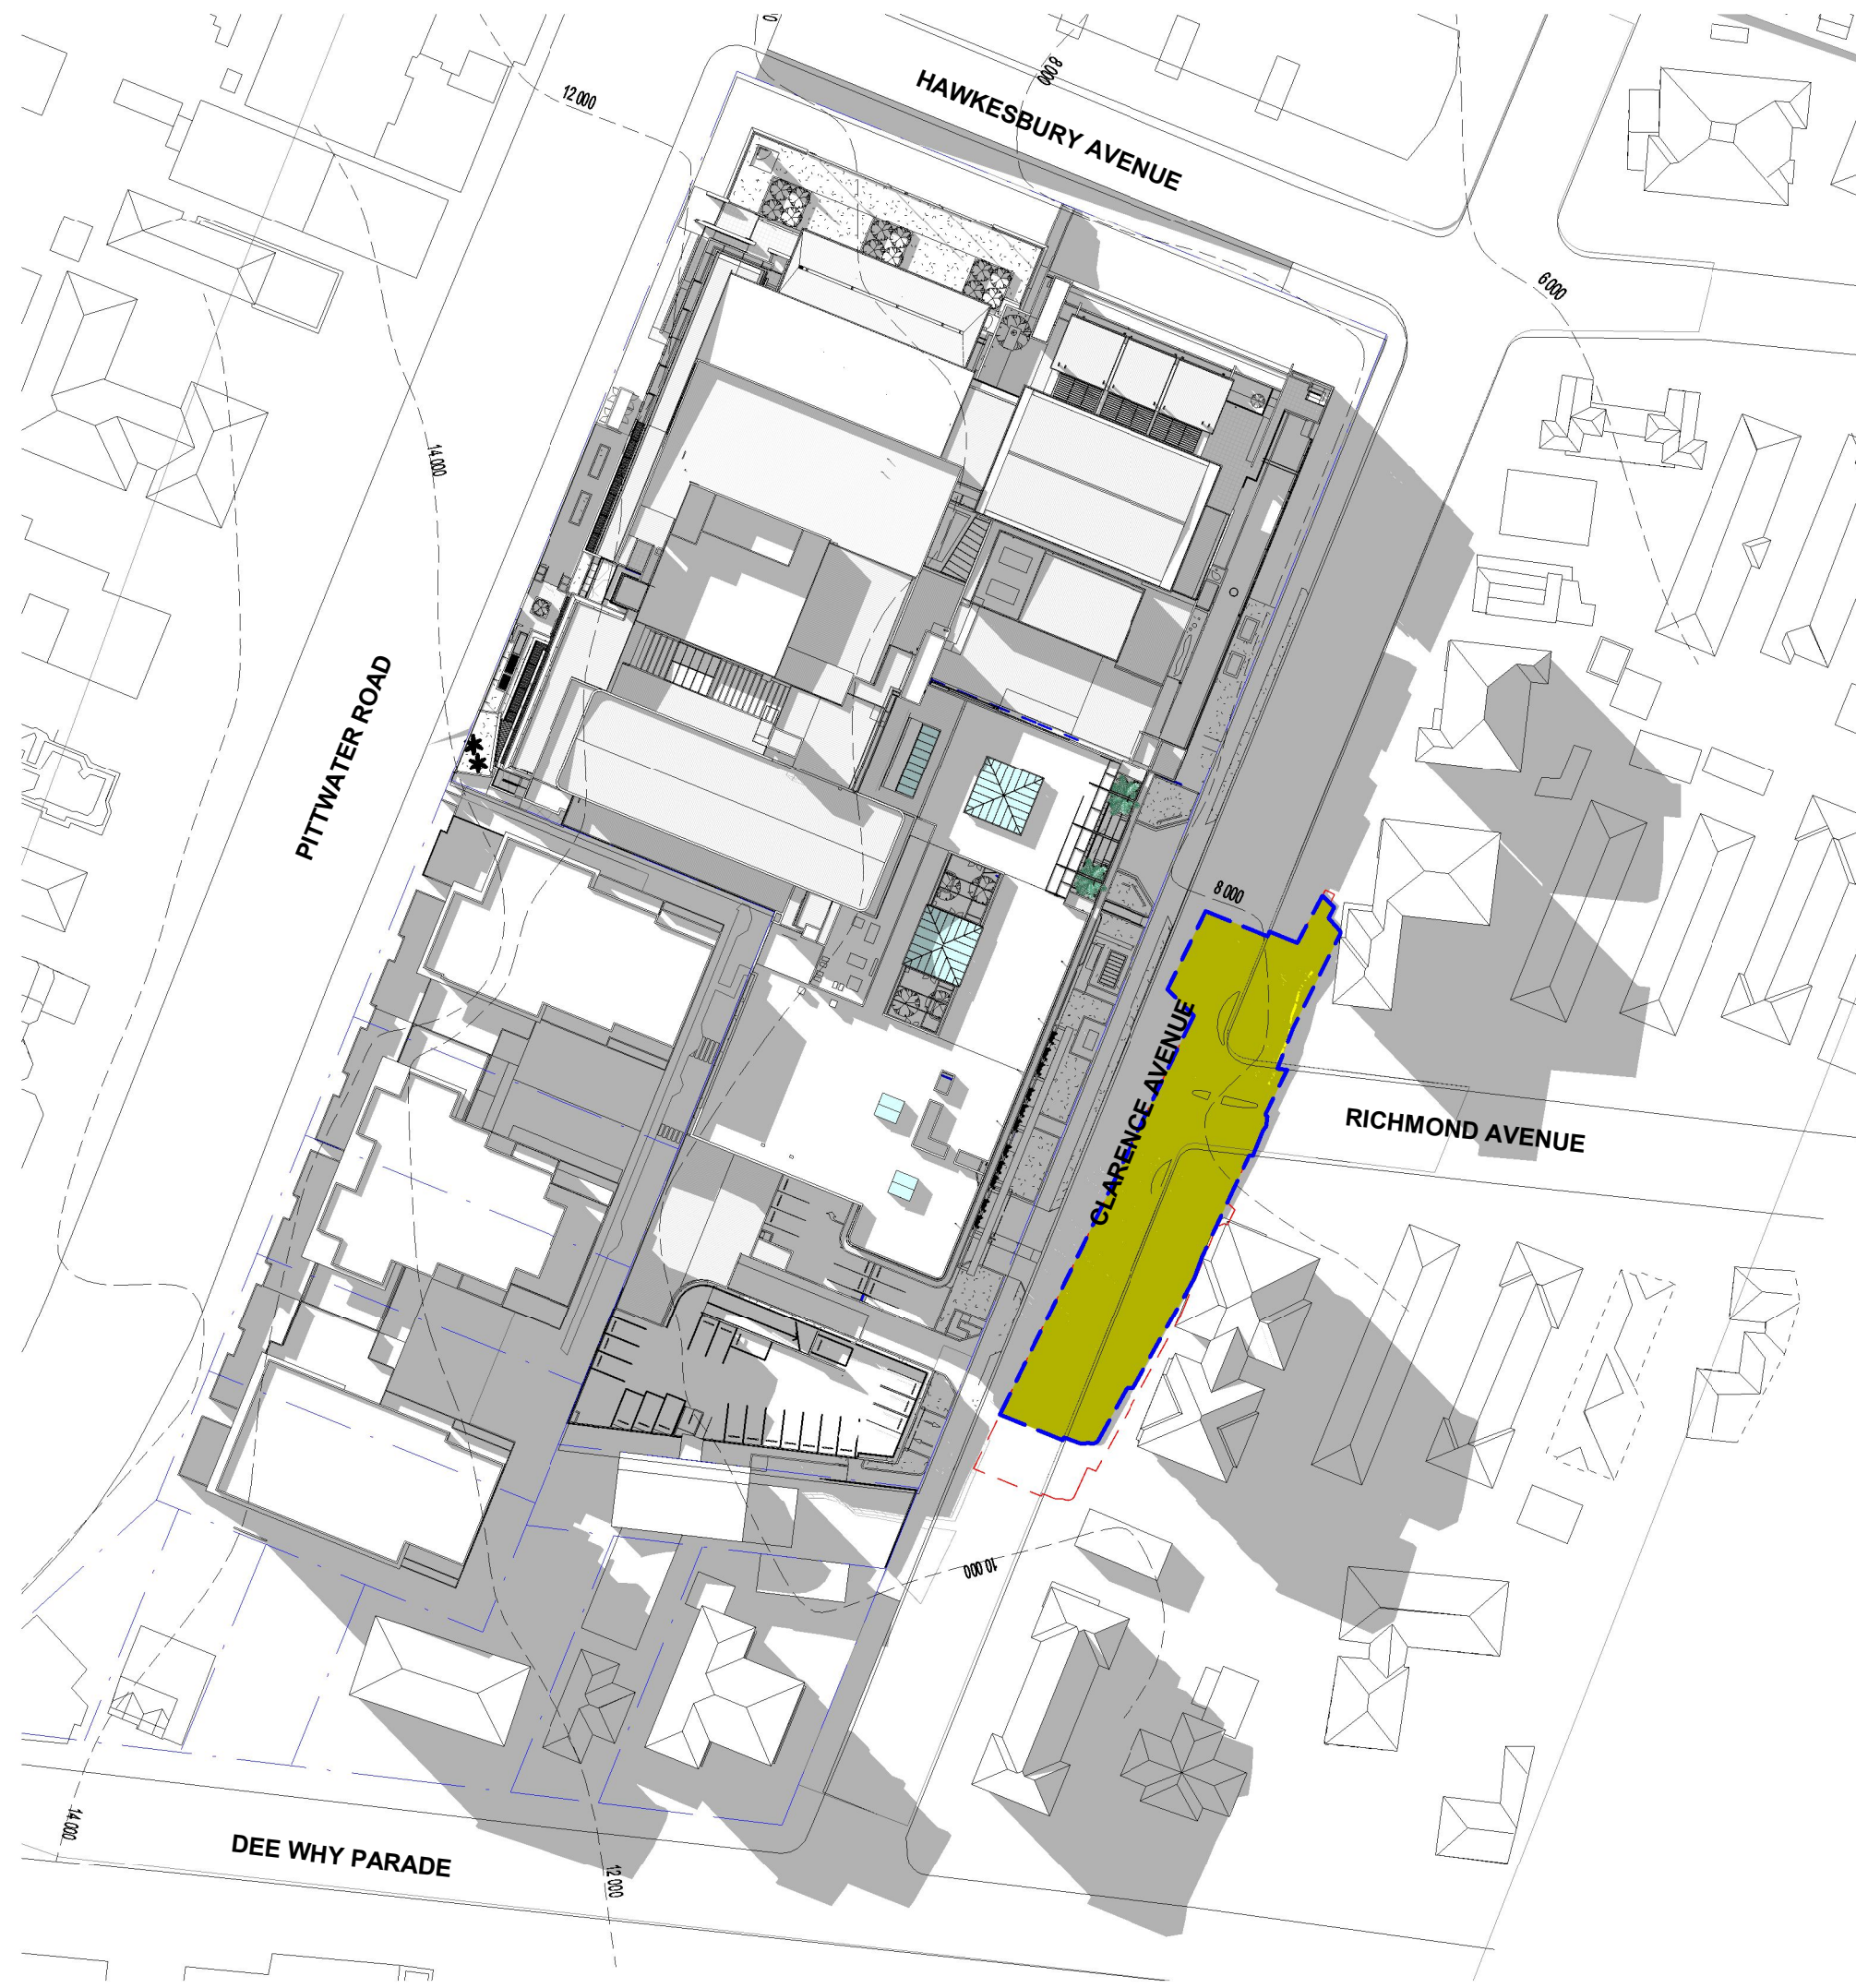 HAWKESBURY AVENUE
8 000
12 000
6 000
14 000
PITTWATER ROAD
8 000
CLARENCE AVENUE
RICHMOND AVENUE
10 000
14 000
DEE WHY PARADE
12 000